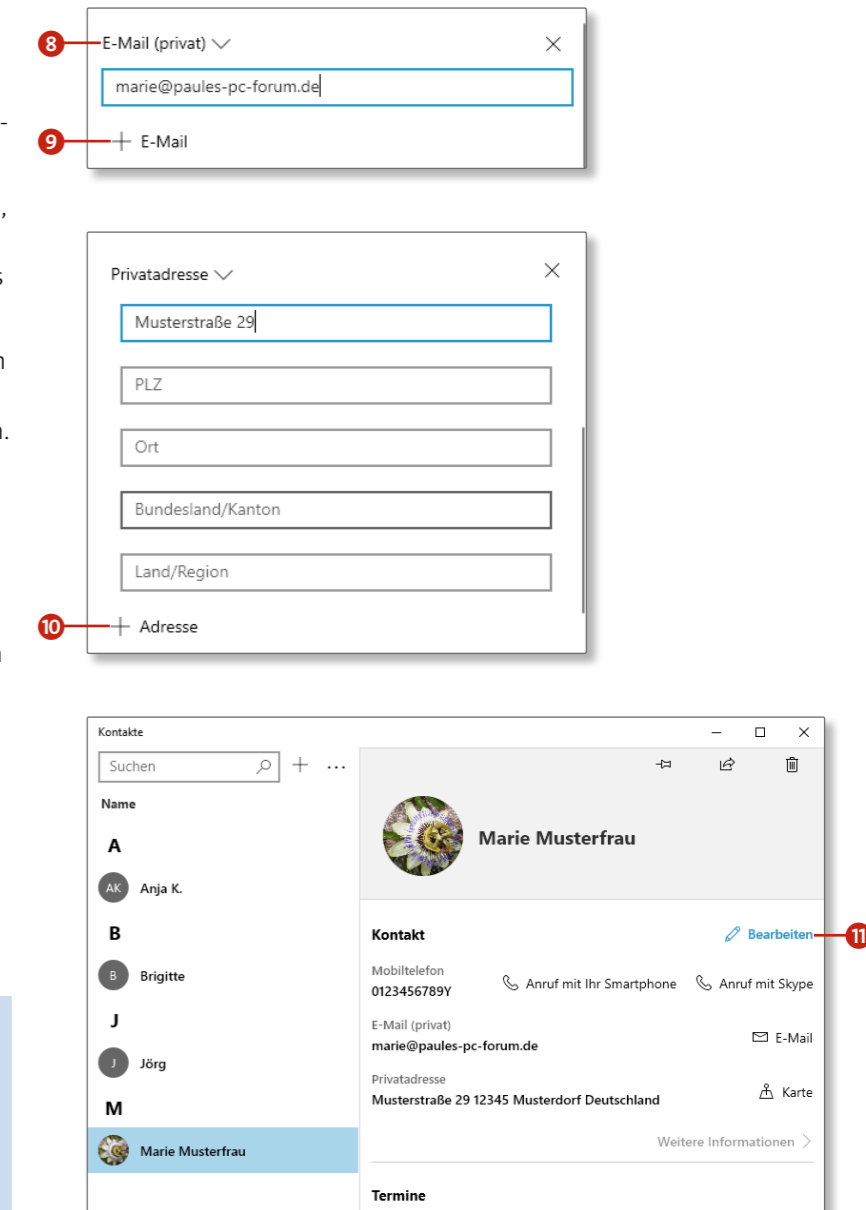 8 E-Mail (privat)
marie@paules-pc-forum.de
-
9 + E-Mail
,
s
Privatadresse
Musterstraße 29
n
PLZ
n.
Ort
Bundesland/Kanton
Land/Region
10 + Adresse
Kontakte
Suchen + ...
Name
A
AK Anja K.
B
B Brigitte
J
J Jörg
M
Marie Musterfrau
Marie Musterfrau
Kontakt Bearbeiten 11
Mobiltelefon
0123456789Y Anruf mit Ihr Smartphone Anruf mit Skype
E-Mail (privat)
marie@paules-pc-forum.de E-Mail
Privatadresse
Musterstraße 29 12345 Musterdorf Deutschland Karte
Weitere Informationen >
Termine